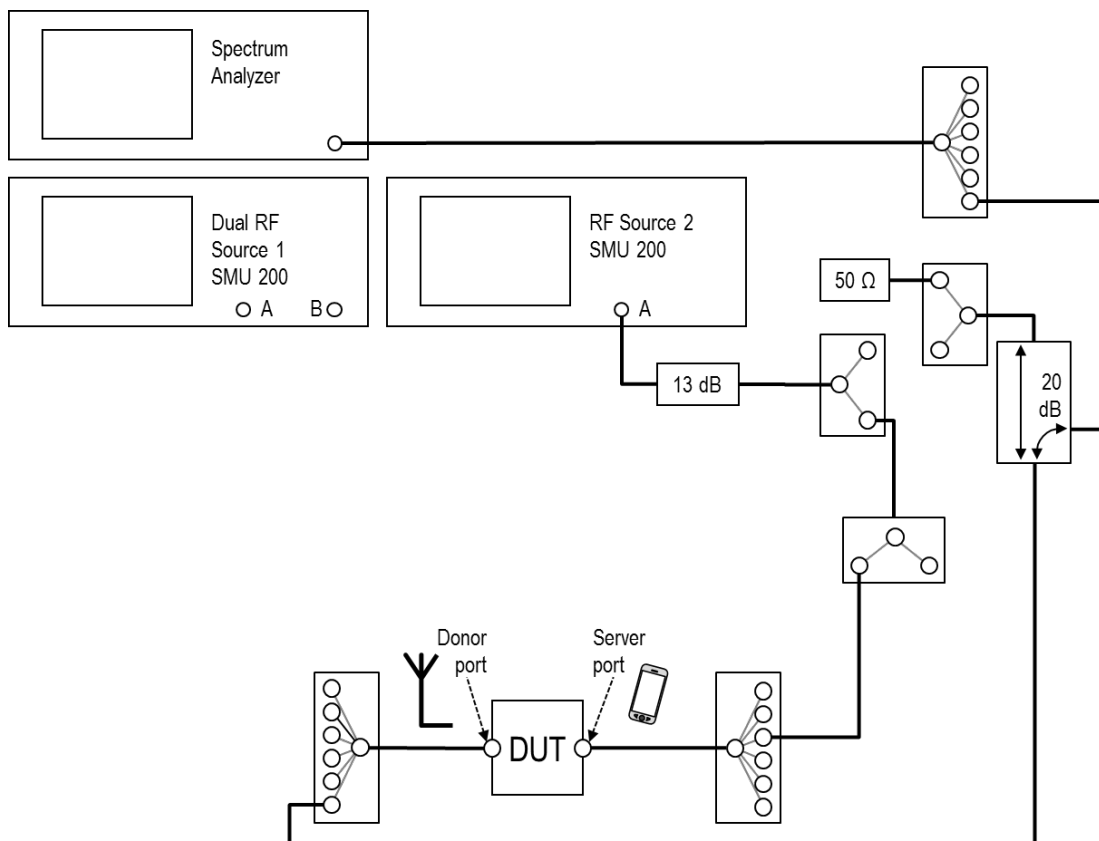 Spectrum
Analyzer
Dual RF
Source 1
SMU 200
A
B
RF Source 2
SMU 200
A
50 Ω
20
dB
13 dB
Donor
port
Server
port
DUT